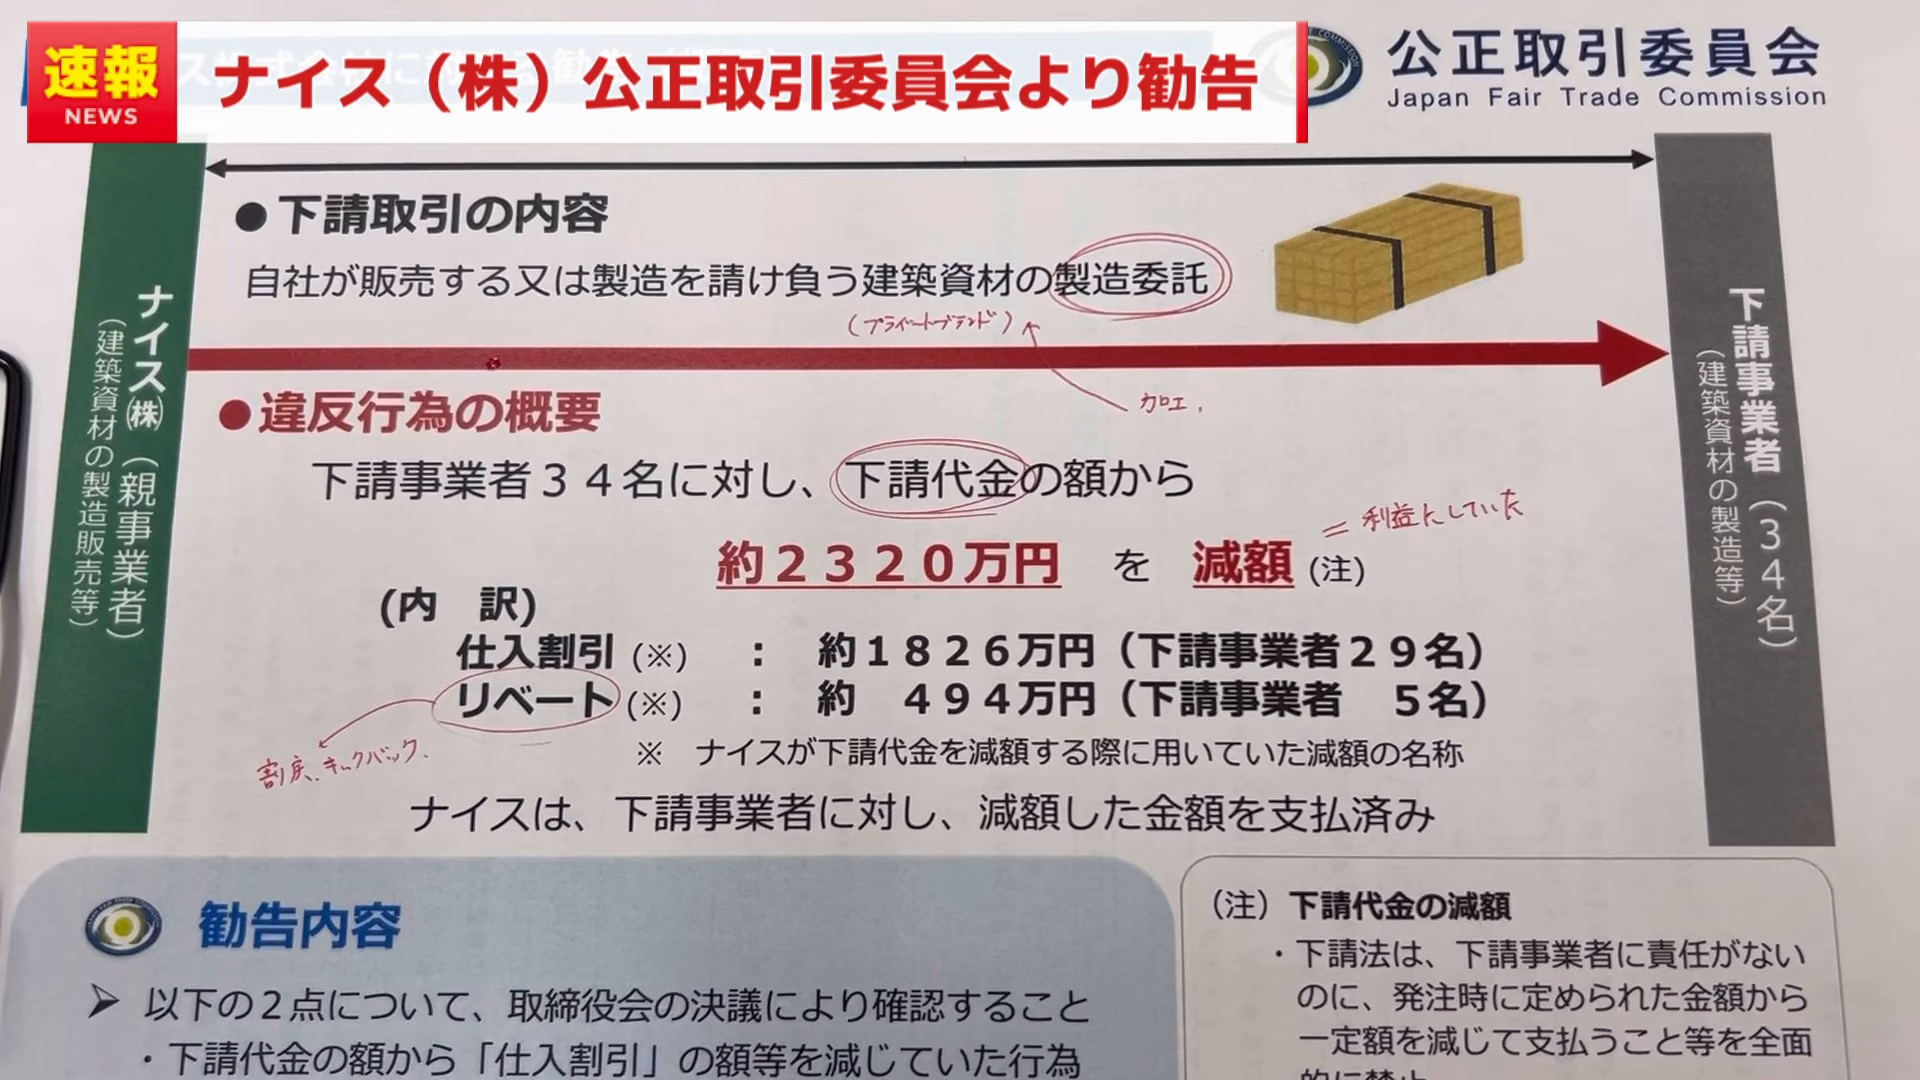 速報
NEWS
ナイス（株）公正取引委員会より勧告
公正取引委員会
Japan Fair Trade Commission
ナイス㈱（親事業者）
（建築資材の製造販売等）
●下請取引の内容
自社が販売する又は製造を請け負う建築資材の製造委託
（プライベートブランド）
加工、
●違反行為の概要
下請事業者３４名に対し、下請代金の額から
＝利益にしていた
約２３２０万円 を 減額（注）
(内　訳)
仕入割引（※）　：　約１８２６万円（下請事業者２９名）
リベート（※）　：　約　４９４万円（下請事業者　５名）
割戻、キックバック、
※　ナイスが下請代金を減額する際に用いていた減額の名称
ナイスは、下請事業者に対し、減額した金額を支払済み
下請事業者（３４名）
（建築資材の製造等）
勧告内容
➢ 以下の２点について、取締役会の決議により確認すること
・下請代金の額から「仕入割引」の額等を減じていた行為
（注）下請代金の減額
・下請法は、下請事業者に責任がない
のに、発注時に定められた金額から
一定額を減じて支払うこと等を全面